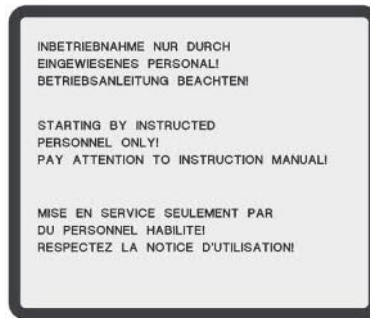 INBETRIEBNAHME NUR DURCH
EINGEWIESENES PERSONAL!
BETRIEBSANLEITUNG BEACHTEN!
STARTING BY INSTRUCTED
PERSONNEL ONLY!
PAY ATTENTION TO INSTRUCTION MANUAL!
MISE EN SERVICE SEULEMENT PAR
DU PERSONNEL HABILITE!
RESPECTEZ LA NOTICE D'UTILISATION!